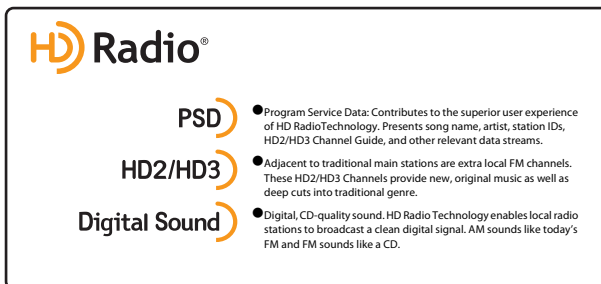 HD Radio®
PSD
●Program Service Data: Contributes to the superior user experience
of HD RadioTechnology. Presents song name, artist, station IDs,
HD2/HD3 Channel Guide, and other relevant data streams.
HD2/HD3
●Adjacent to traditional main stations are extra local FM channels.
These HD2/HD3 Channels provide new, original music as well as
deep cuts into traditional genre.
Digital Sound
●Digital, CD-quality sound. HD Radio Technology enables local radio
stations to broadcast a clean digital signal. AM sounds like today's
FM and FM sounds like a CD.